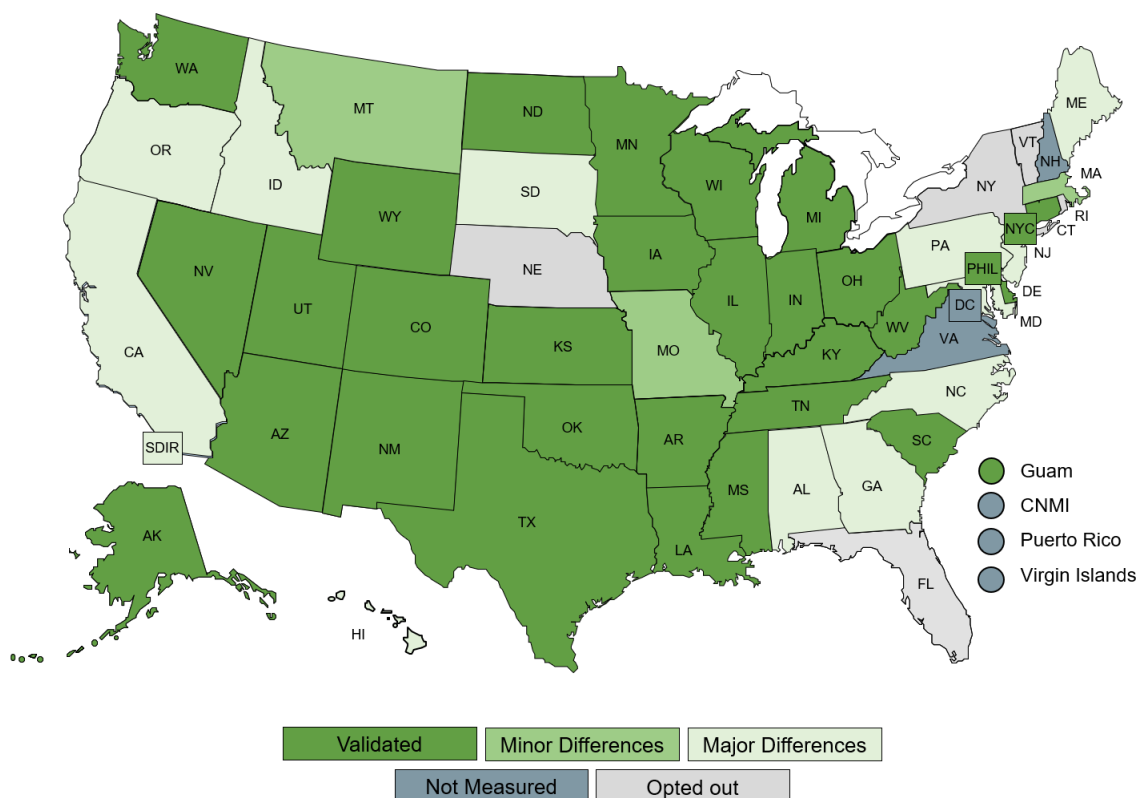 WA
MT
ND
MN
ME
OR
ID
SD
WI
VT
NH
NY
MA
RI
CT
NYC
NJ
WY
MI
PA
NE
IA
PHIL
DE
NV
UT
CO
IL
IN
OH
DC
MD
WV
VA
CA
KS
MO
KY
NC
TN
SDIR
AZ
NM
OK
AR
SC
MS
AL
GA
TX
LA
AK
HI
FL
Guam
CNMI
Puerto Rico
Virgin Islands
Validated
Minor Differences
Major Differences
Not Measured
Opted out